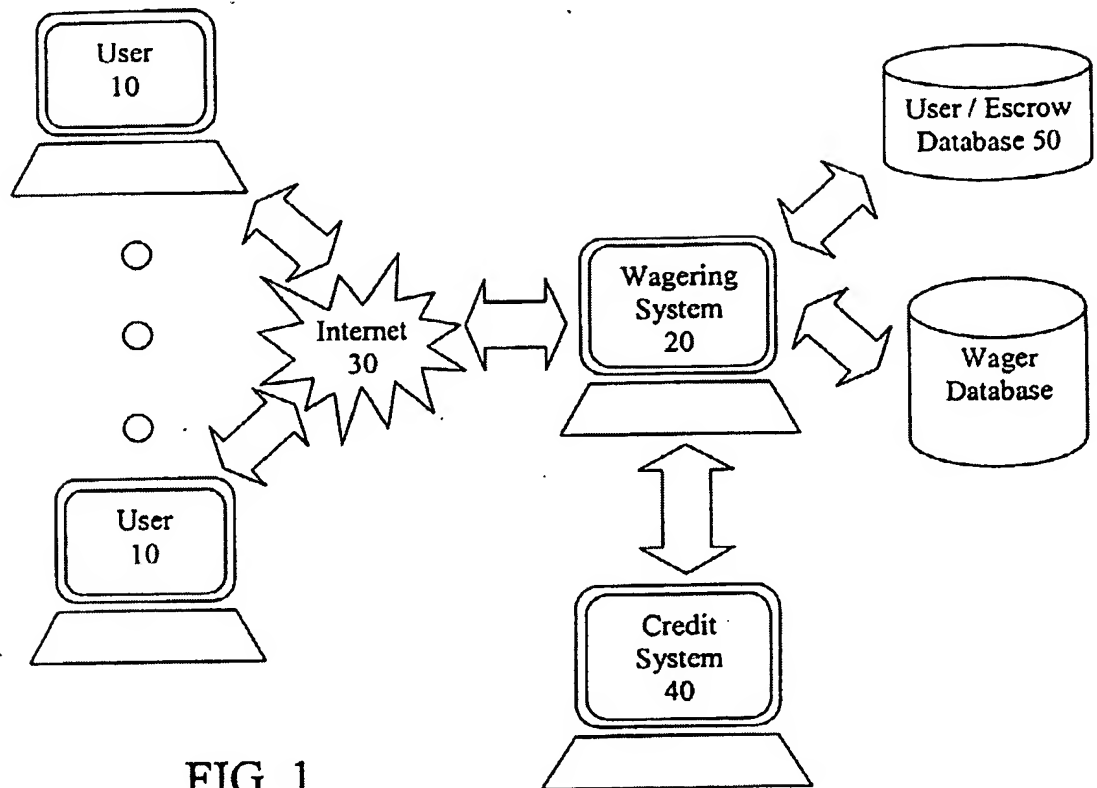 User
10
User / Escrow
Database 50
Wagering
System
20
Internet
30
Wager
Database
User
10
Credit
System
40
FIG. 1